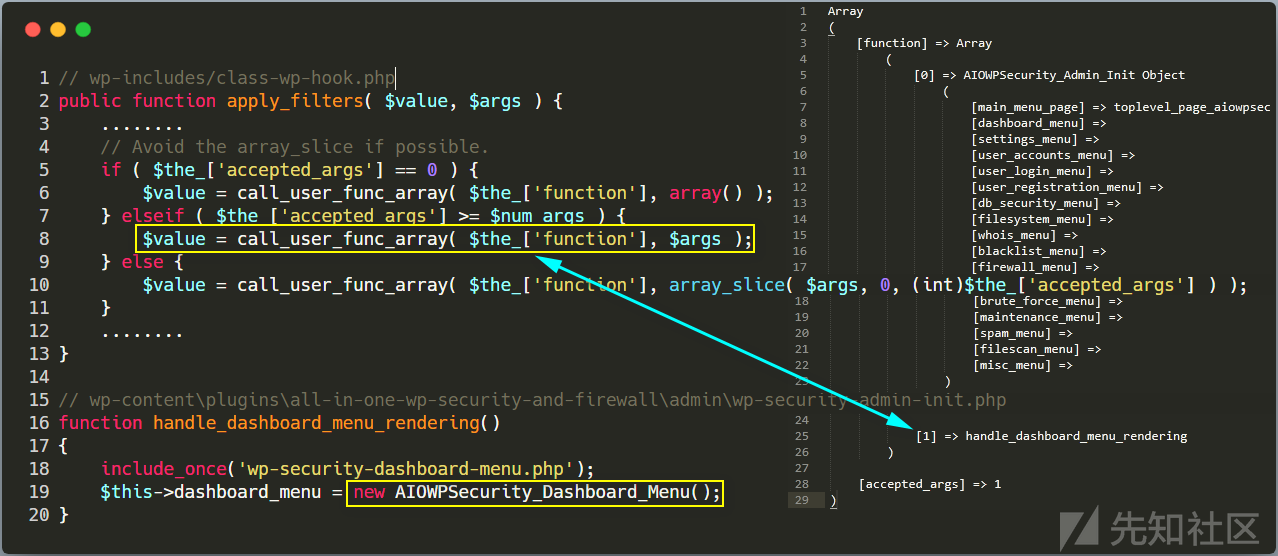 1 // wp-includes/class-wp-hook.php
2 public function apply_filters( $value, $args ) {
3 ........
4 // Avoid the array_slice if possible.
5 if ( $the_['accepted_args'] == 0 ) {
6 $value = call_user_func_array( $the_['function'], array() );
7 } elseif ( $the_['accepted_args'] >= $num_args ) {
8 $value = call_user_func_array( $the_['function'], $args );
9 } else {
10 $value = call_user_func_array( $the_['function'], array_slice( $args, 0, (int)$the_['accepted_args'] ) );
11 }
12 ........
13 }
14
15 // wp-content\plugins\all-in-one-wp-security-and-firewall\admin\wp-security-admin-init.php
16 function handle_dashboard_menu_rendering()
17 {
18 include_once('wp-security-dashboard-menu.php');
19 $this->dashboard_menu = new AIOWPSecurity_Dashboard_Menu();
20 }
1 Array
2 (
3 [function] => Array
4 (
5 [0] => AIOWPSecurity_Admin_Init Object
6 (
7 [main_menu_page] => toplevel_page_aiowpsec
8 [dashboard_menu] =>
9 [settings_menu] =>
10 [user_accounts_menu] =>
11 [user_login_menu] =>
12 [user_registration_menu] =>
13 [db_security_menu] =>
14 [filesystem_menu] =>
15 [whois_menu] =>
16 [blacklist_menu] =>
17 [firewall_menu] =>
18 [brute_force_menu] =>
19 [maintenance_menu] =>
20 [spam_menu] =>
21 [filescan_menu] =>
22 [misc_menu] =>
23 )
24
25 [1] => handle_dashboard_menu_rendering
26 )
27
28 [accepted_args] => 1
29 )
先知社区